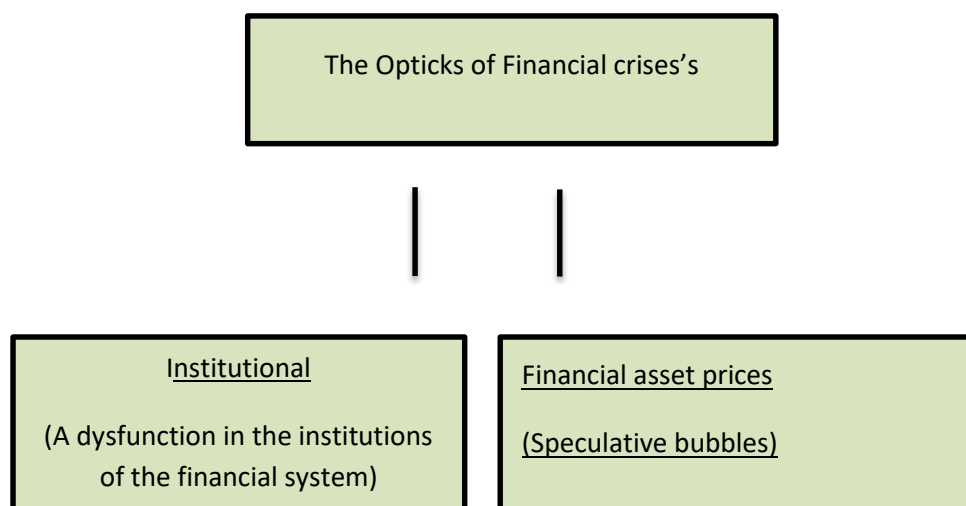 The Opticks of Financial crises’s
Institutional
(A dysfunction in the institutions
of the financial system)
Financial asset prices
(Speculative bubbles)